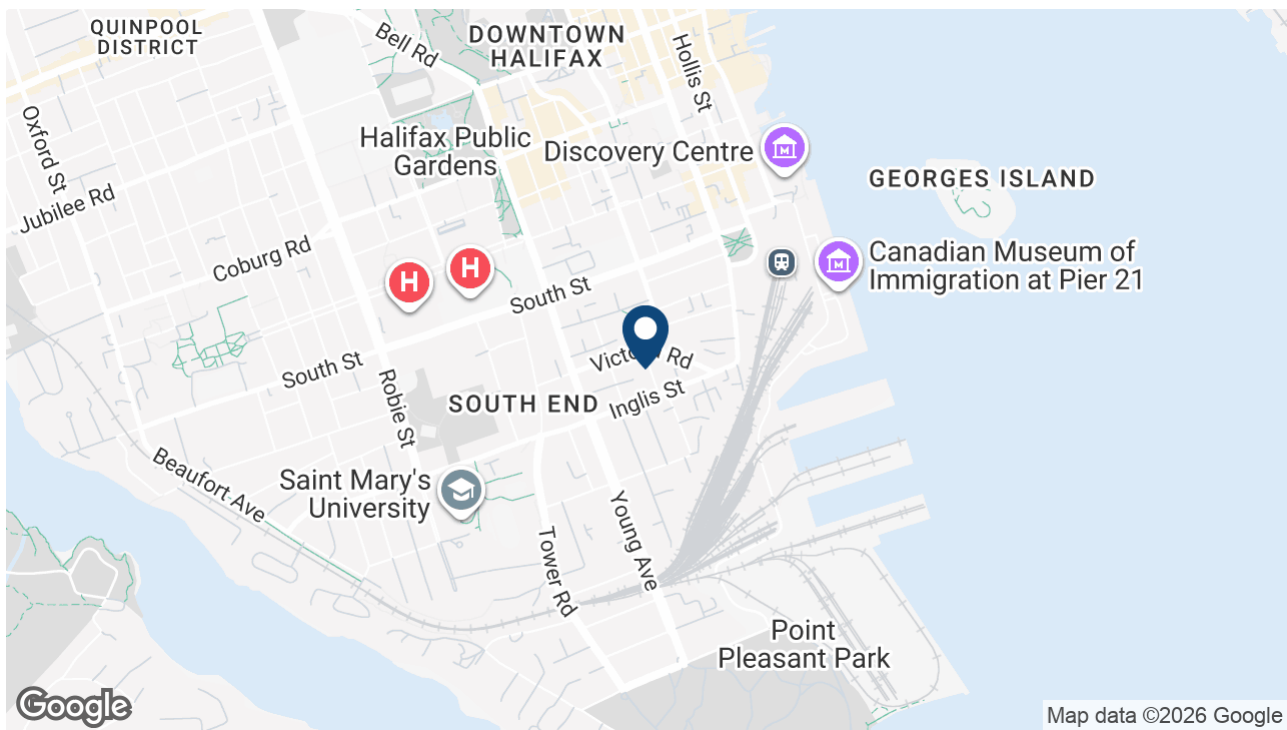 QUINPOOL
DISTRICT
Bell Rd
DOWNTOWN
HALIFAX
Hollis St
Oxford St
Halifax Public
Gardens
Discovery Centre
M
GEORGES ISLAND
Jubilee Rd
Coburg Rd
H
H
Canadian Museum of
Immigration at Pier 21
M
South St
South St
Victoria Rd
Robie St
SOUTH END
Inglis St
Beaufort Ave
Saint Mary's
University
Young Ave
Tower Rd
Point
Pleasant Park
Google
Map data ©2026 Google